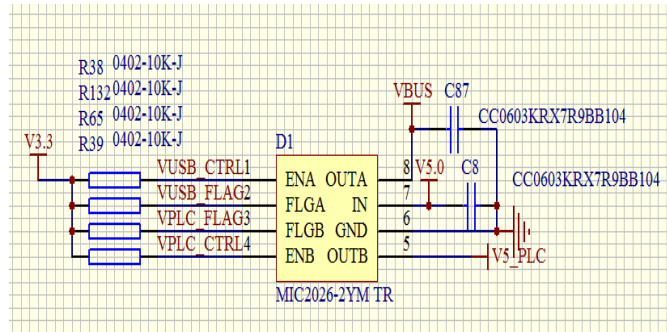 R38 0402-10K-J
R132 0402-10K-J
R65 0402-10K-J
R39 0402-10K-J
V3.3
VUSB_CTRL1
VUSB_FLAG2
VPLC_FLAG3
VPLC_CTRL4
D1
ENA OUTA
FLGA IN
FLGB GND
ENB OUTB
MIC2026-2YM TR
8
7
6
5
VBUS
C87
CC0603KRX7R9BB104
V5.0
C8
CC0603KRX7R9BB104
V5_PLC